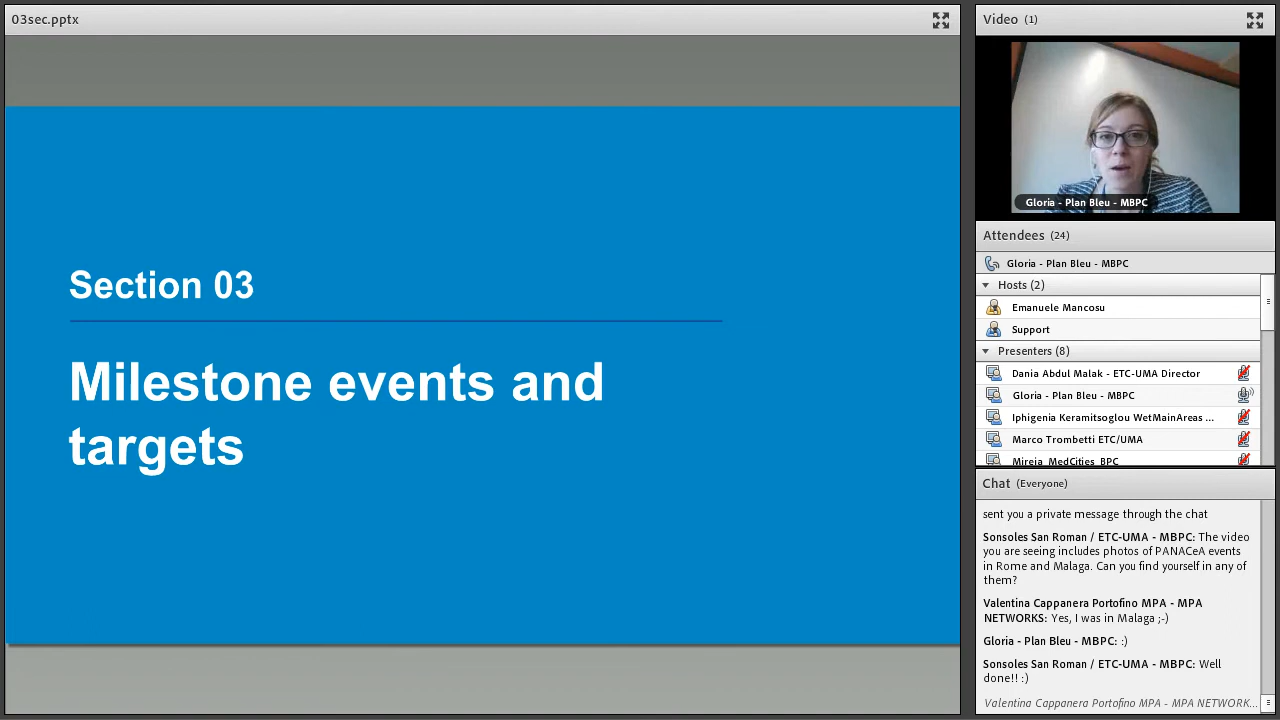 03sec.pptx
Section 03
Milestone events and
targets
Video (1)
Gloria - Plan Bleu - MBPC
Attendees (24)
Gloria - Plan Bleu - MBPC
Hosts (2)
Emanuele Mancosu
Support
Presenters (8)
Dania Abdul Malak - ETC-UMA Director
Gloria - Plan Bleu - MBPC
Iphigenia Keramitsoglou WetMainAreas ...
Marco Trombetti ETC/UMA
Mireia_MedCities_BPC
Chat (Everyone)
sent you a private message through the chat
Sonsoles San Roman / ETC-UMA - MBPC: The video
you are seeing includes photos of PANACeA events
in Rome and Malaga. Can you find yourself in any of
them?
Valentina Cappanera Portofino MPA - MPA
NETWORKS: Yes, I was in Malaga ;-)
Gloria - Plan Bleu - MBPC: :)
Sonsoles San Roman / ETC-UMA - MBPC: Well
done!! :)
Valentina Cappanera Portofino MPA - MPA NETWORK...